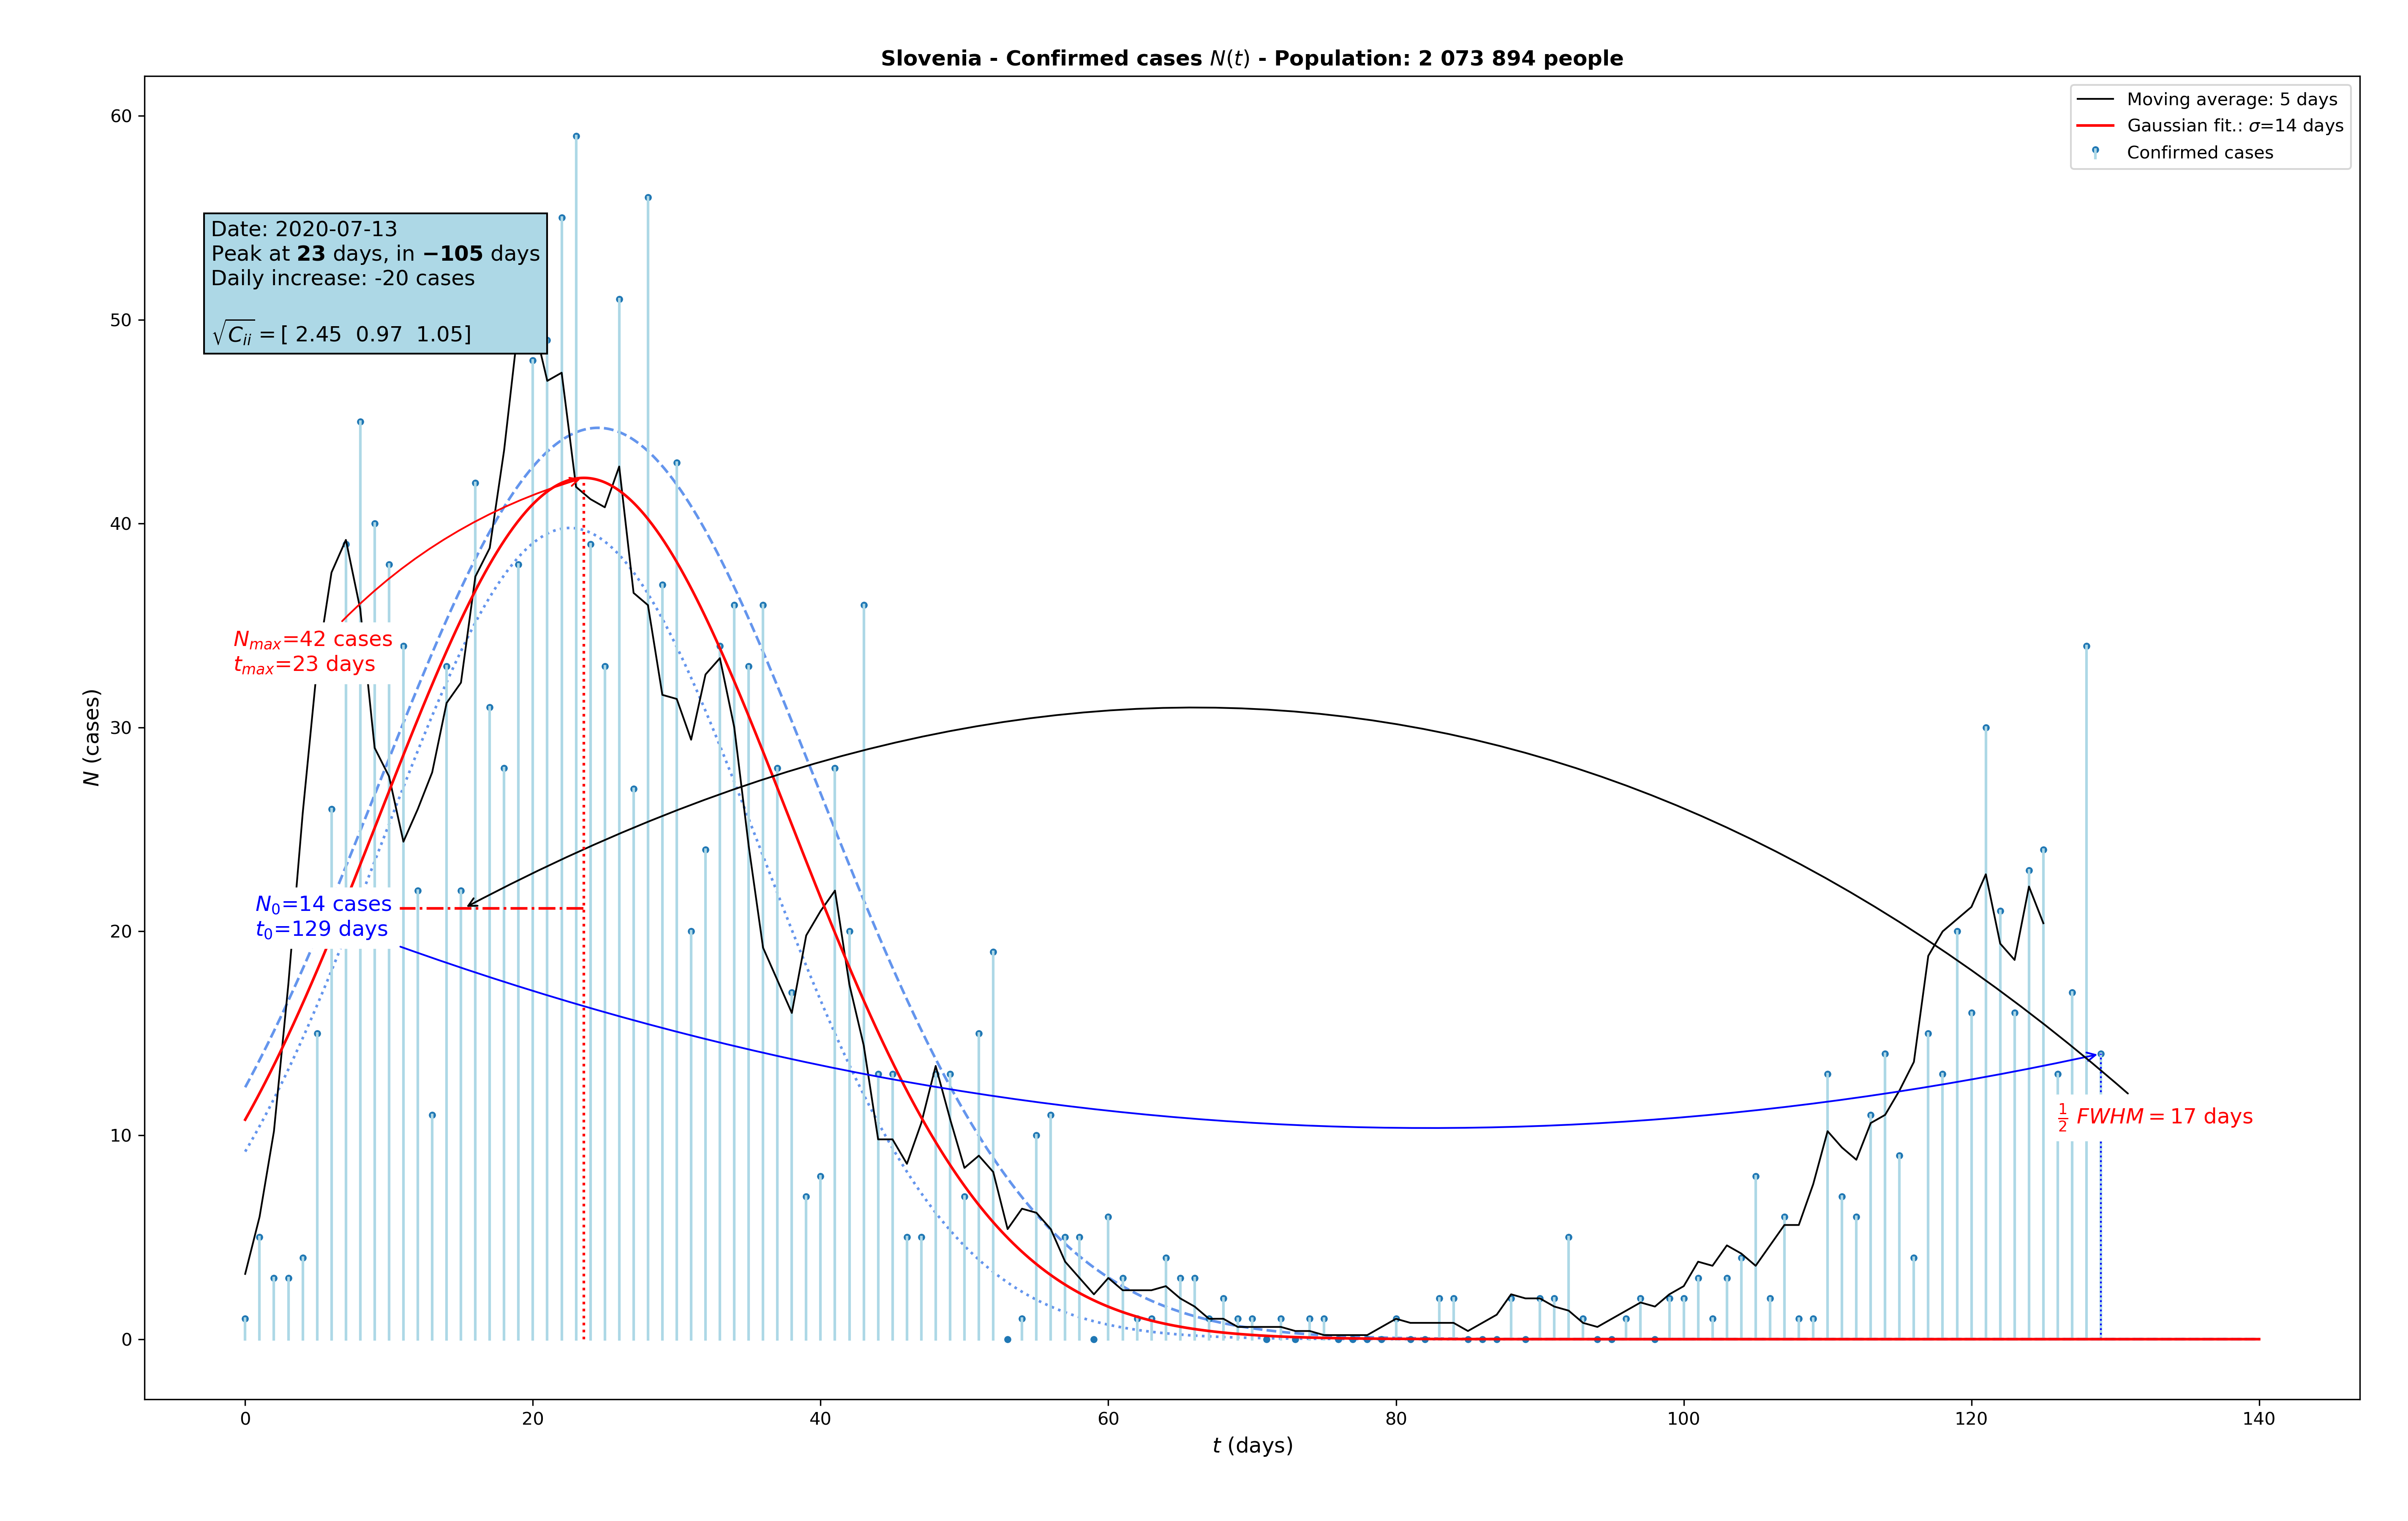 Slovenia - Confirmed cases N(t) - Population: 2 073 894 people
Moving average: 5 days
Gaussian fit.: σ=14 days
Confirmed cases
Date: 2020-07-13
Peak at 23 days, in −105 days
Daily increase: -20 cases
√C_ii = [ 2.45 0.97 1.05]
N_max=42 cases
t_max=23 days
N_0=14 cases
t_0=129 days
1/2 FWHM = 17 days
N (cases)
60
50
40
30
20
10
0
0 20 40 60 80 100 120 140
t (days)